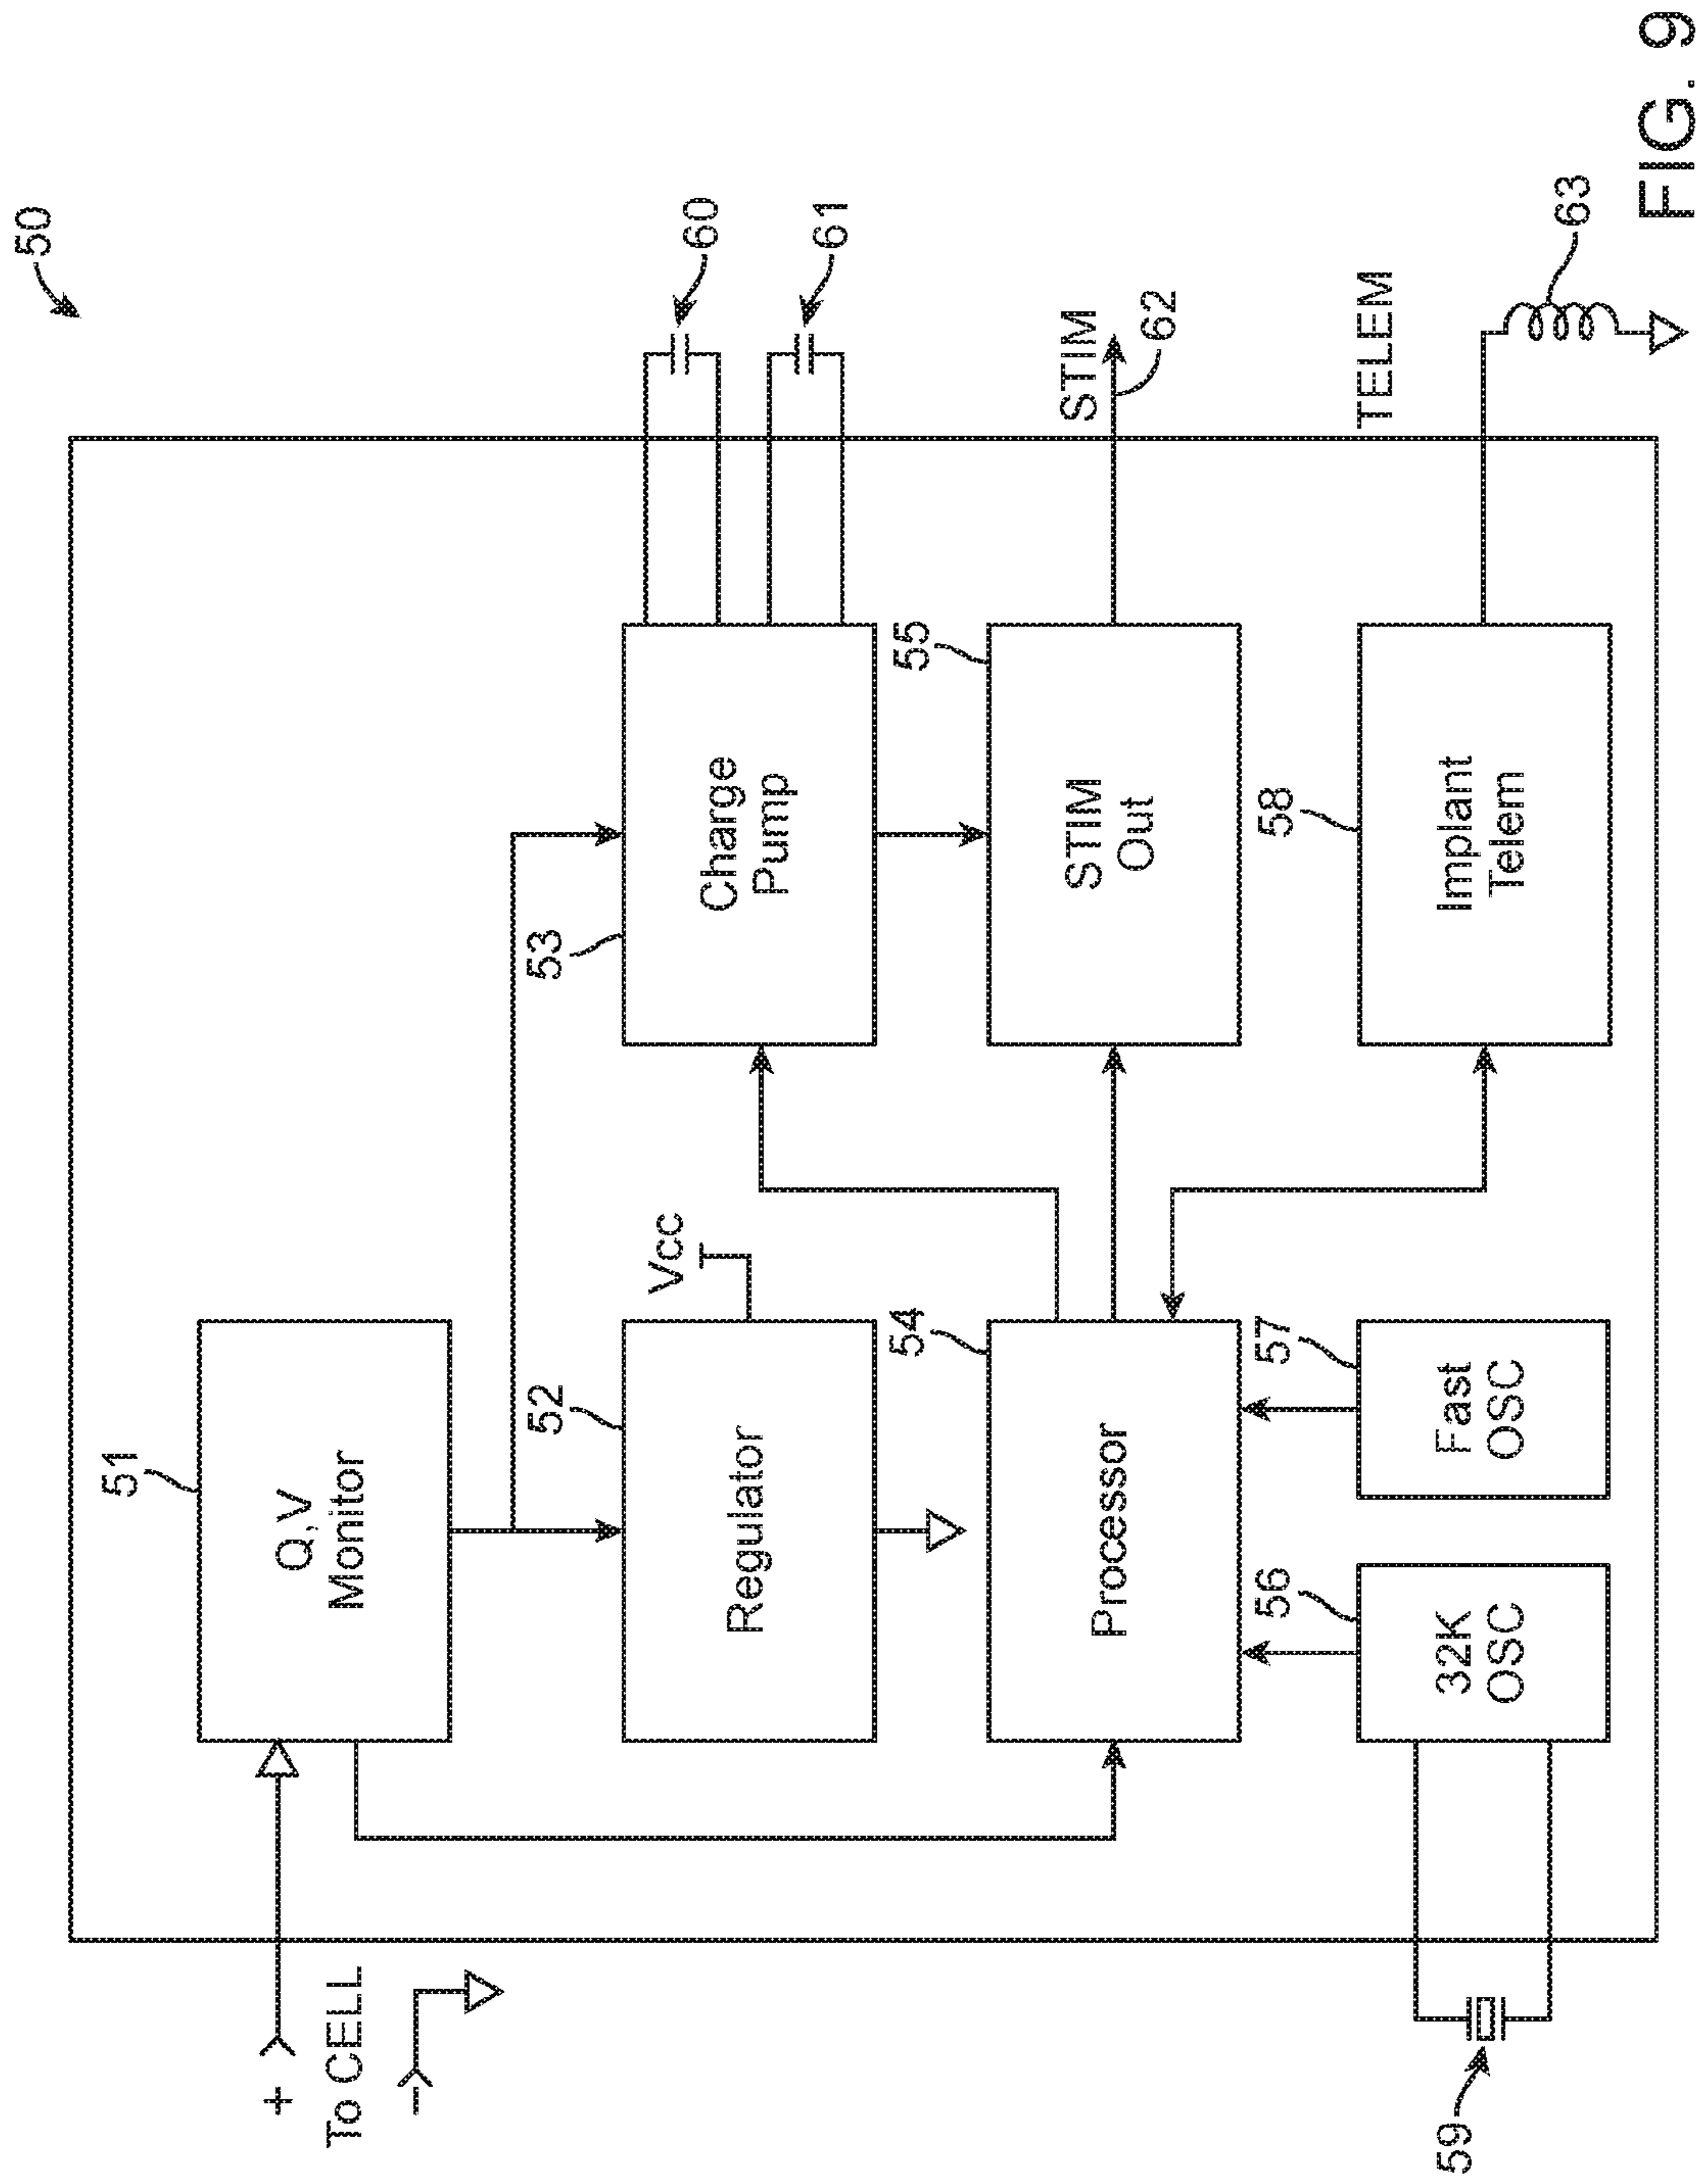 50
51
Q,V
Monitor
+
To CELL
−
52
Regulator
Vcc
53
Charge
Pump
60
61
54
Processor
55
STIM
Out
STIM
62
56
32K
OSC
57
Fast
OSC
58
Implant
Telem
TELEM
63
59
FIG. 9